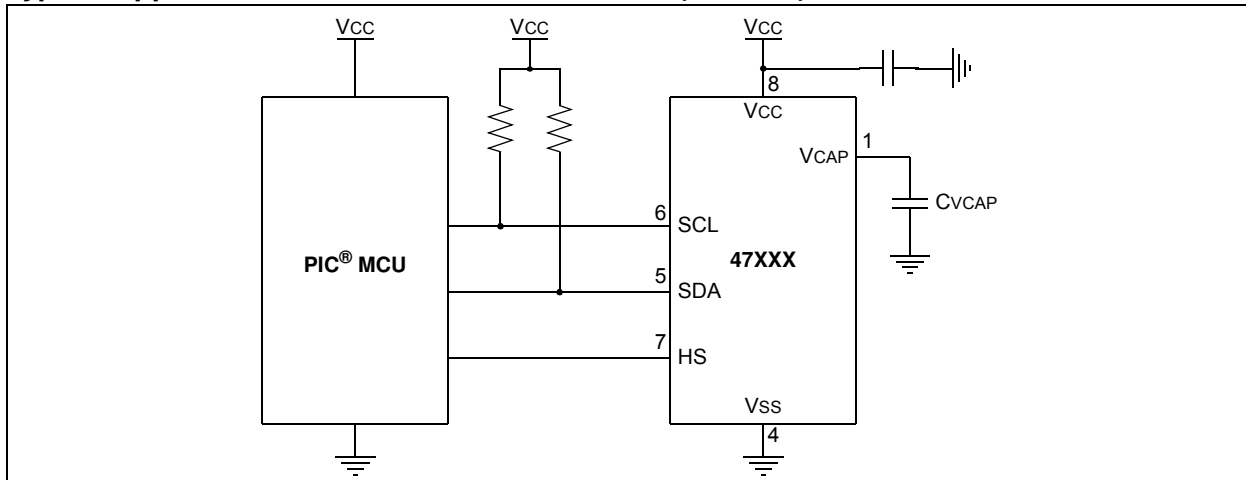 VCC
VCC
VCC
8
VCC
1
VCAP
CVCAP
6
SCL
PIC® MCU
47XXX
5
SDA
7
HS
VSS
4